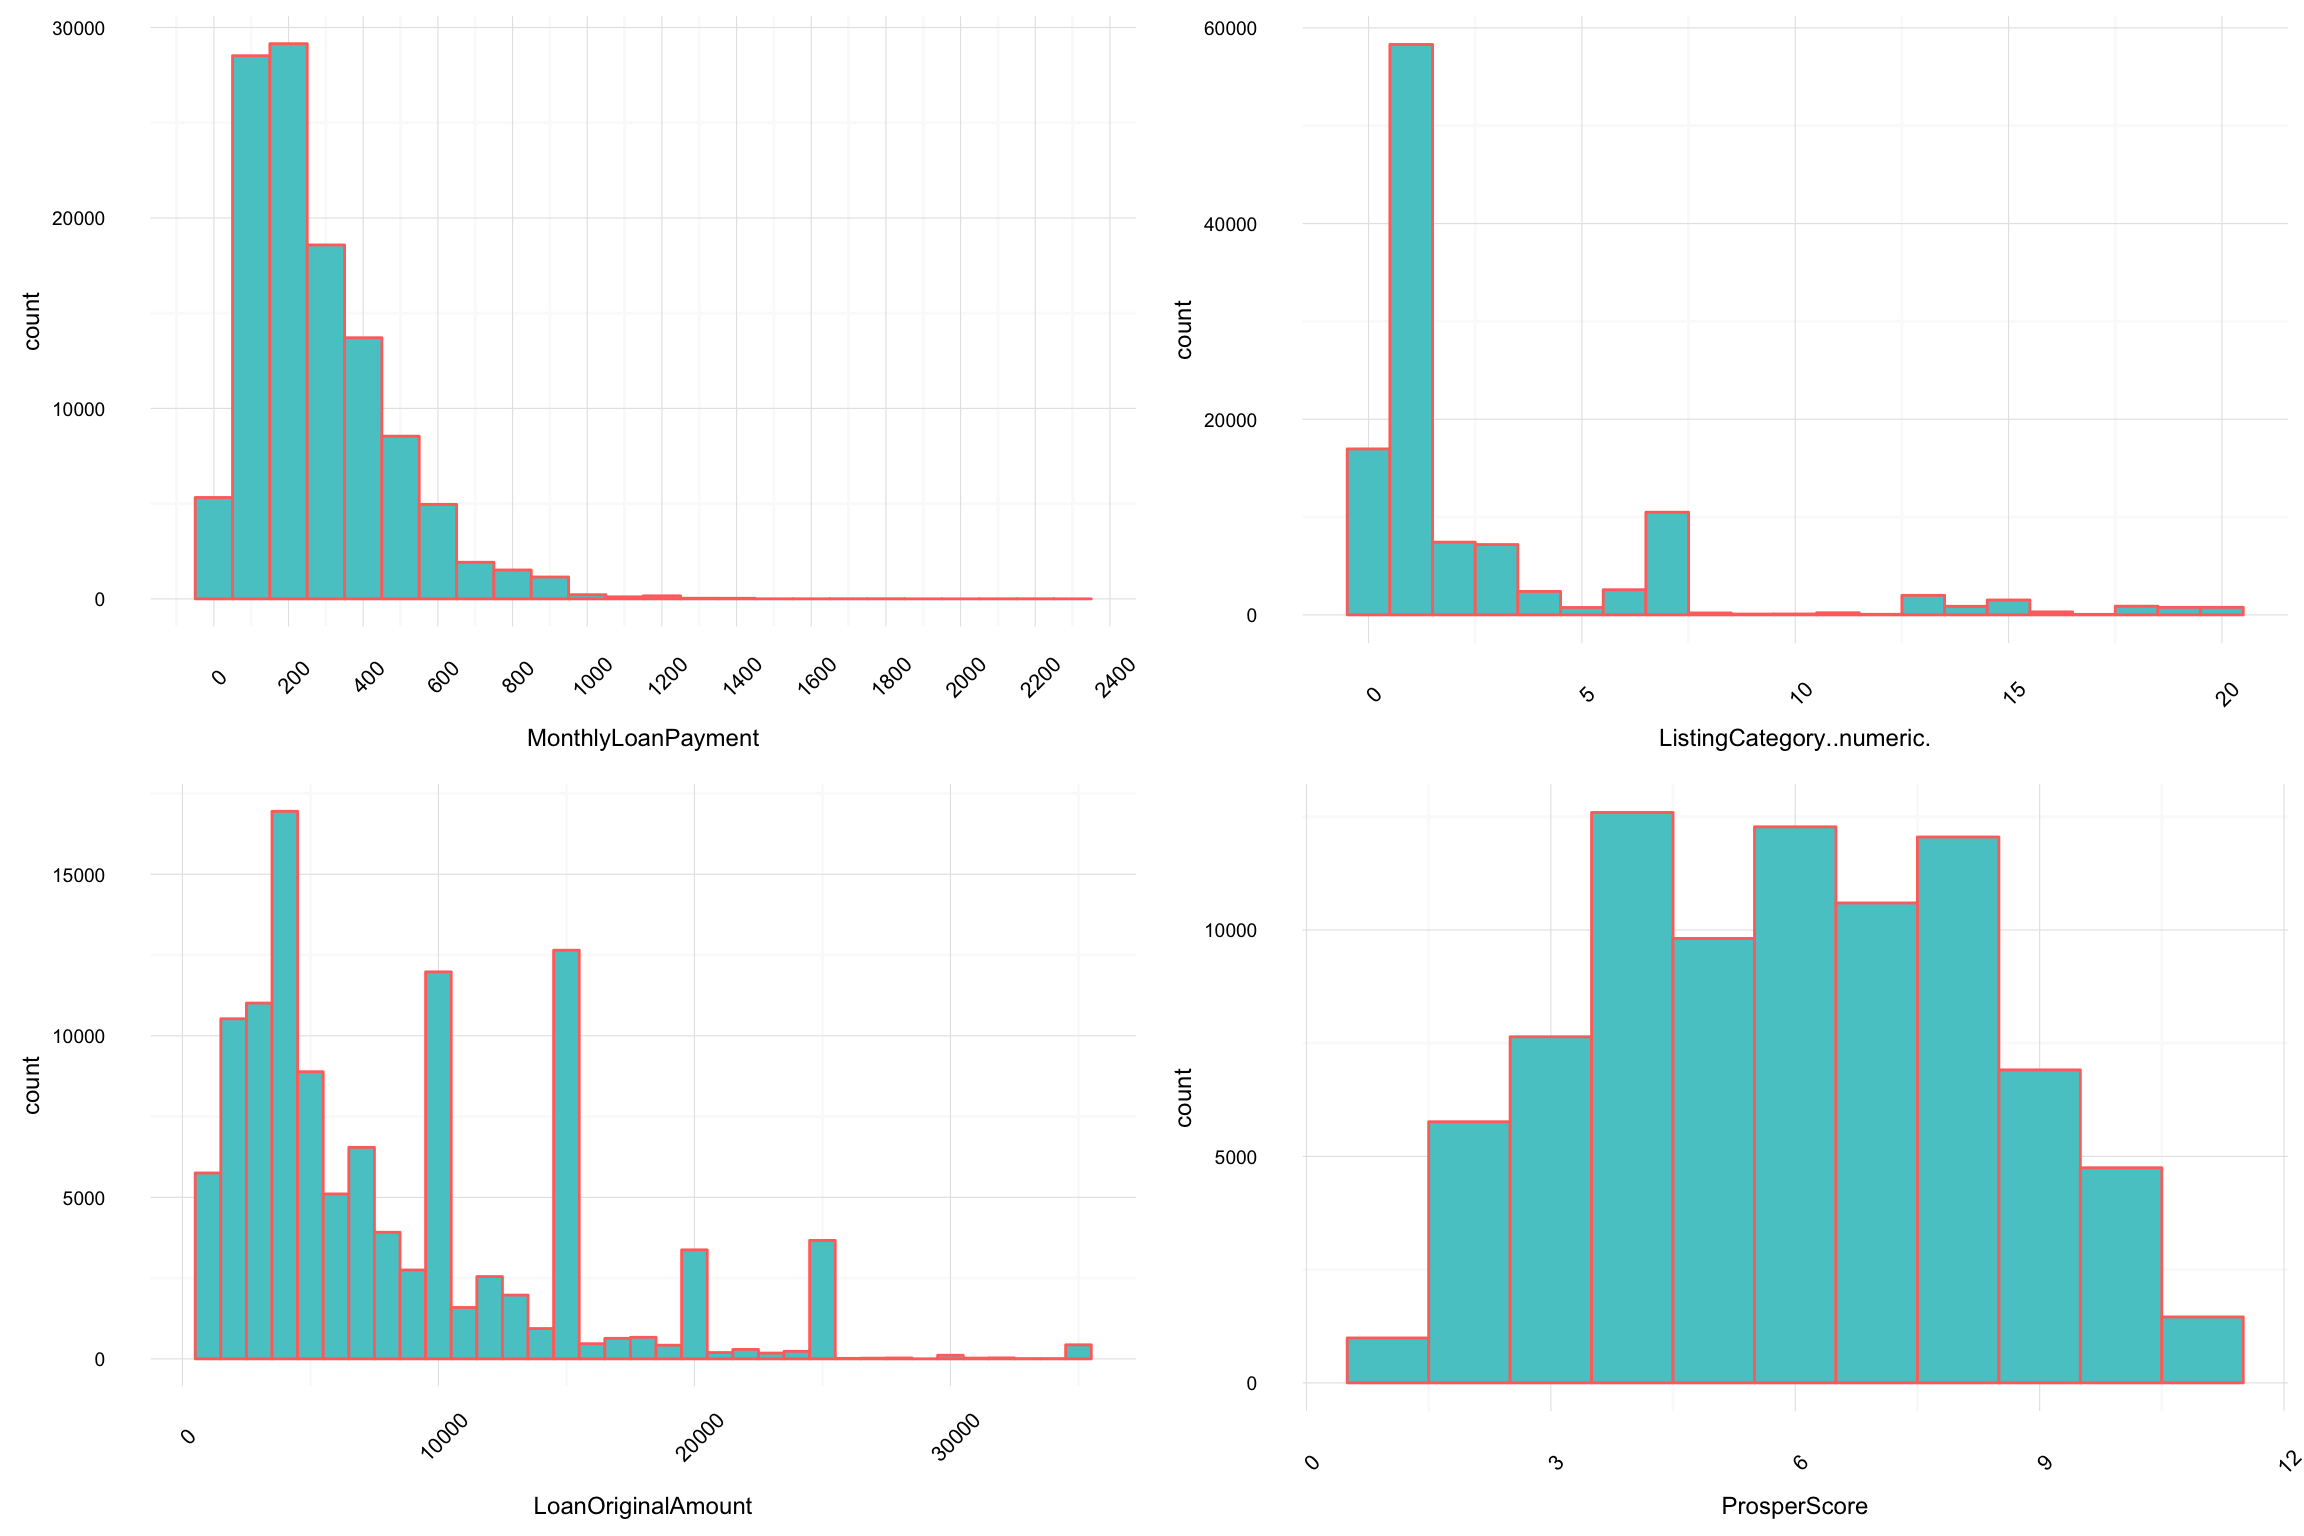 30000
20000
10000
0
count
0 200 400 600 800 1000 1200 1400 1600 1800 2000 2200 2400
MonthlyLoanPayment
60000
40000
20000
0
count
0 5 10 15 20
ListingCategory..numeric.
15000
10000
5000
0
count
0 10000 20000 30000
LoanOriginalAmount
10000
5000
0
count
0 3 6 9 12
ProsperScore